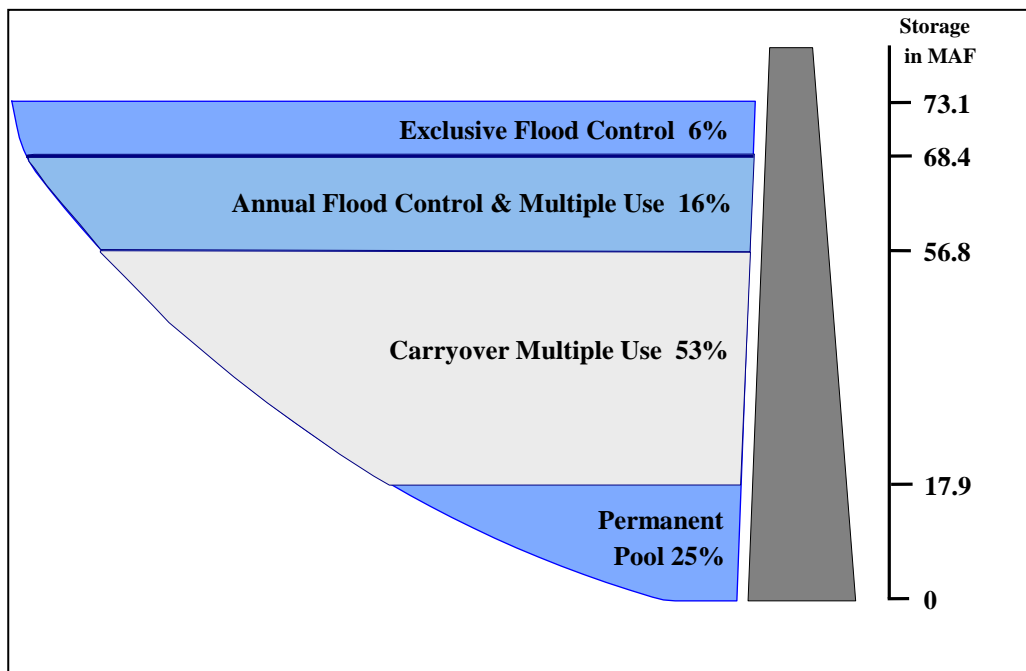 Storage
in MAF
73.1
Exclusive Flood Control 6%
68.4
Annual Flood Control & Multiple Use 16%
56.8
Carryover Multiple Use 53%
17.9
Permanent
Pool 25%
0